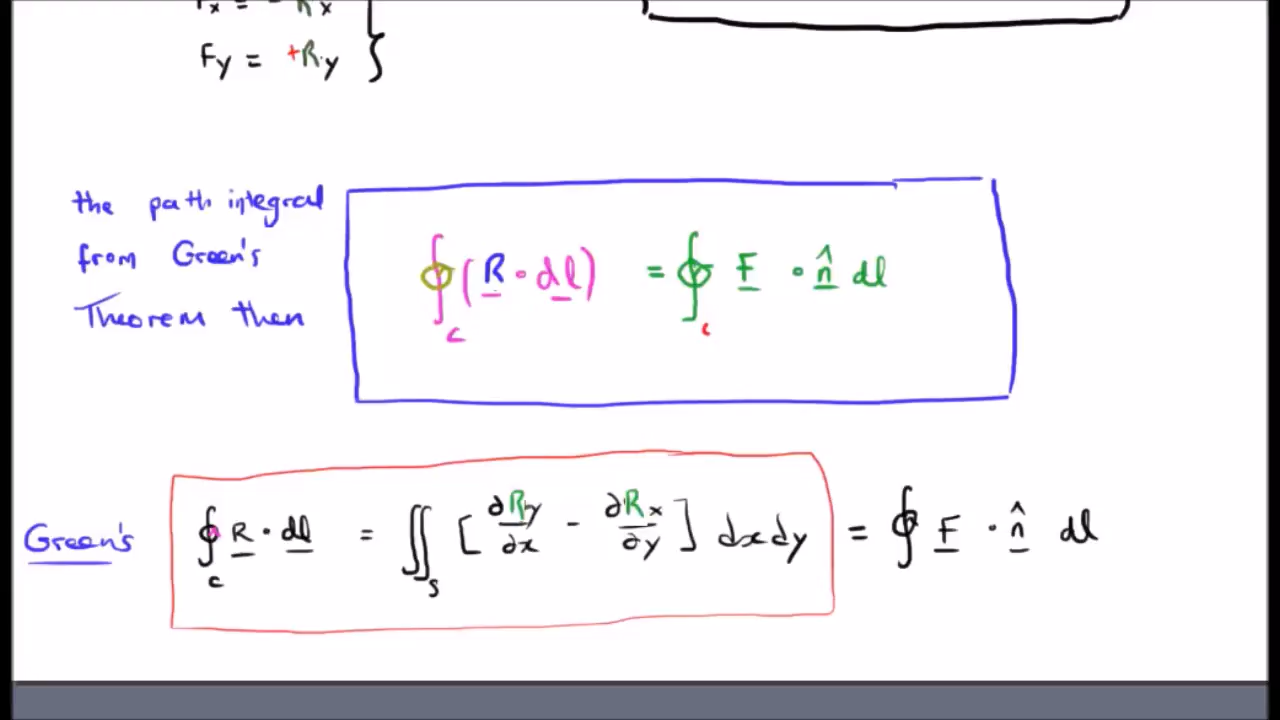 Fy = +Ry }
the path integral
from Green's
Theorem then
∮c (R · dl) = ∮c F · n̂ dl
Green's ∮c R · dl = ∬s [∂Ry/∂x - ∂Rx/∂y] dxdy = ∮ F · n̂ dl